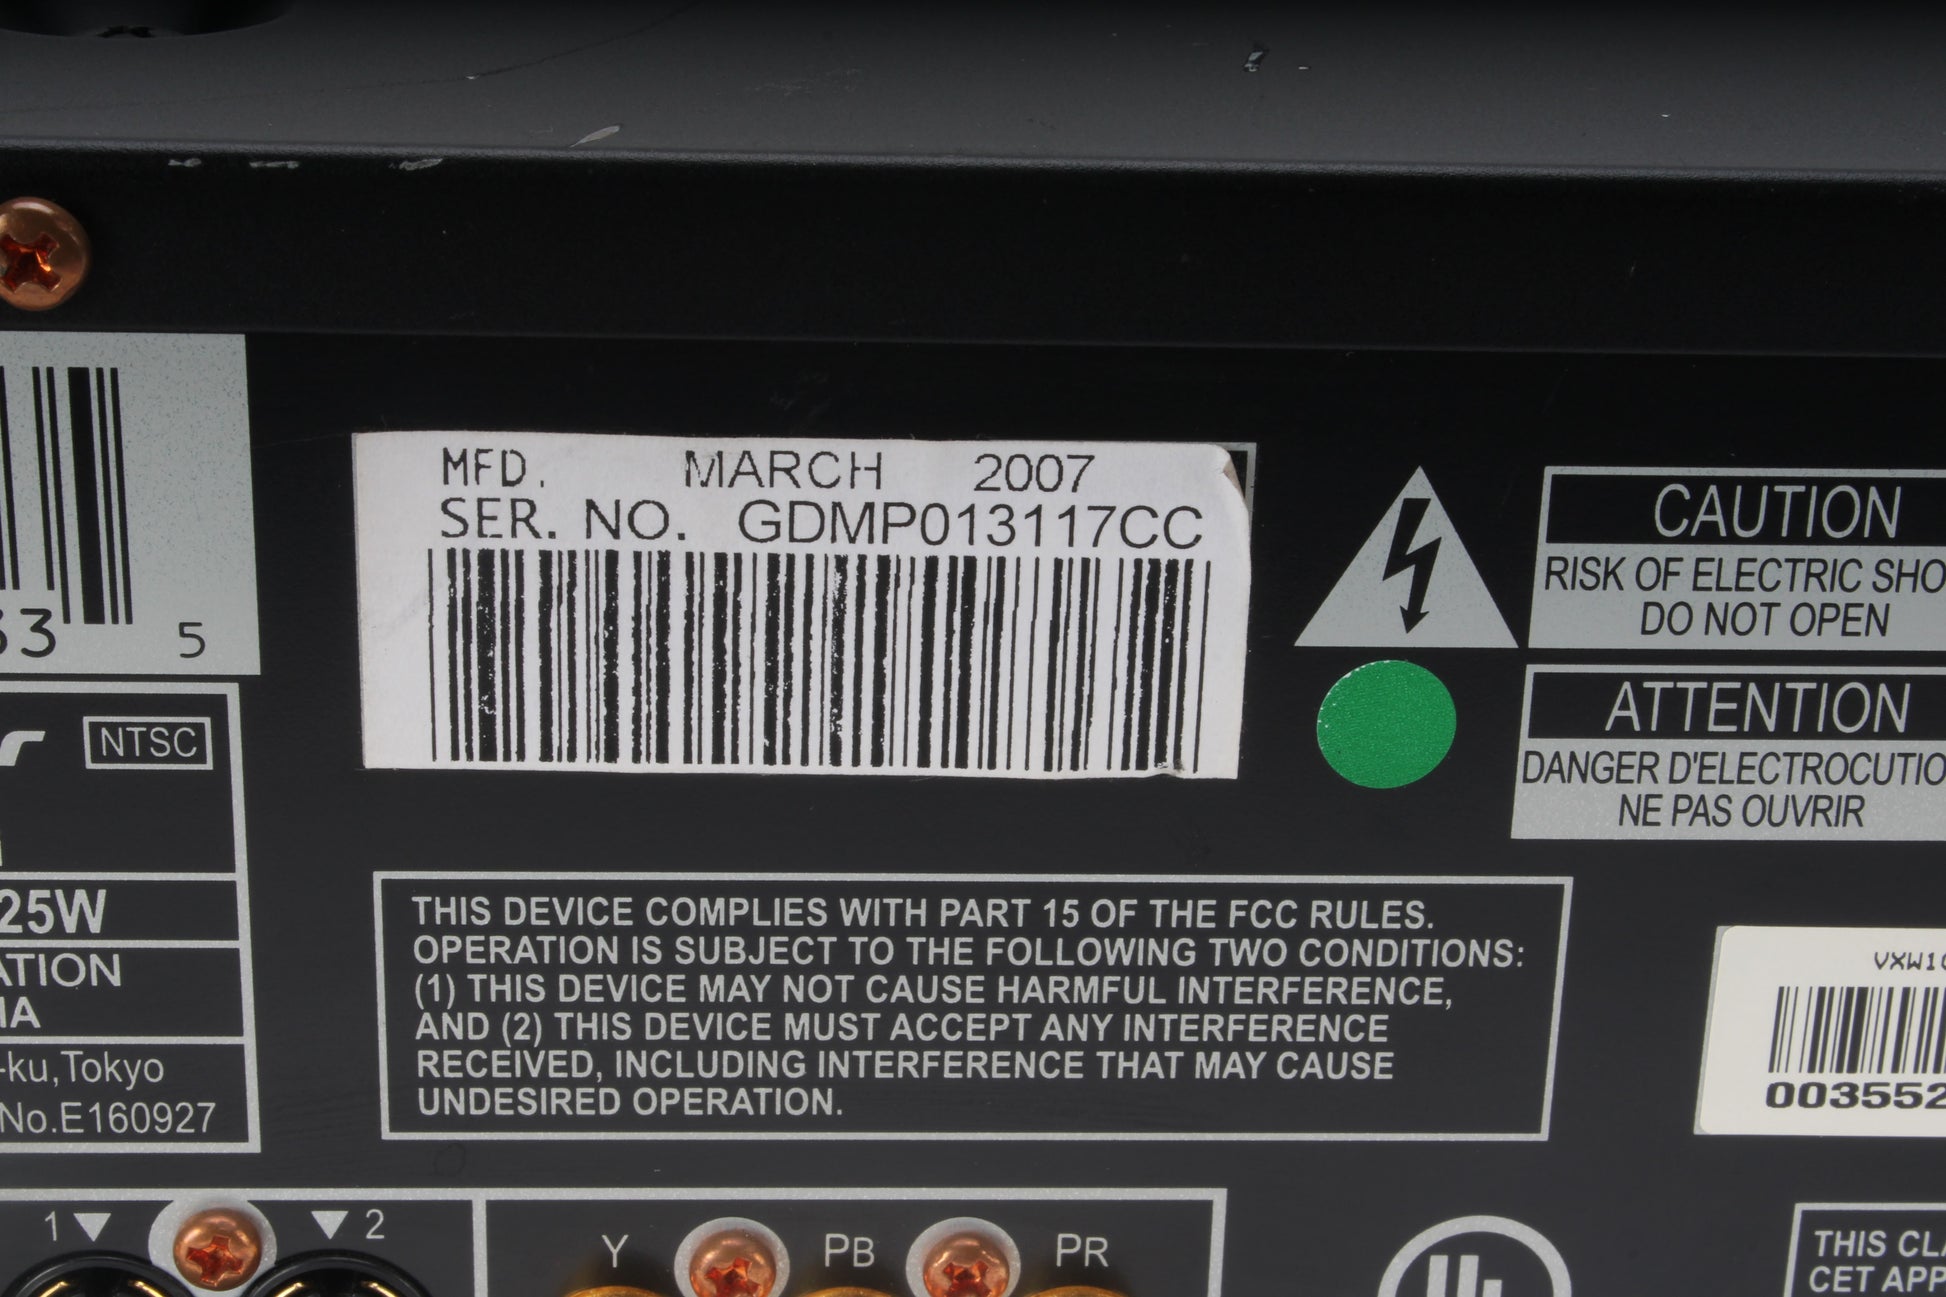 33 5
NTSC
25W
ATION
No.E160927
-ku,Tokyo
MFD. MARCH 2007
SER. NO. GDMP013117CC
CAUTION
RISK OF ELECTRIC SHO
DO NOT OPEN
ATTENTION
DANGER D'ELECTROCUTIO
NE PAS OUVRIR
THIS DEVICE COMPLIES WITH PART 15 OF THE FCC RULES.
OPERATION IS SUBJECT TO THE FOLLOWING TWO CONDITIONS:
(1) THIS DEVICE MAY NOT CAUSE HARMFUL INTERFERENCE,
AND (2) THIS DEVICE MUST ACCEPT ANY INTERFERENCE
RECEIVED, INCLUDING INTERFERENCE THAT MAY CAUSE
UNDESIRED OPERATION.
VXW1
003552
1 2
Y PB PR
UL
THIS CLA
CET APP